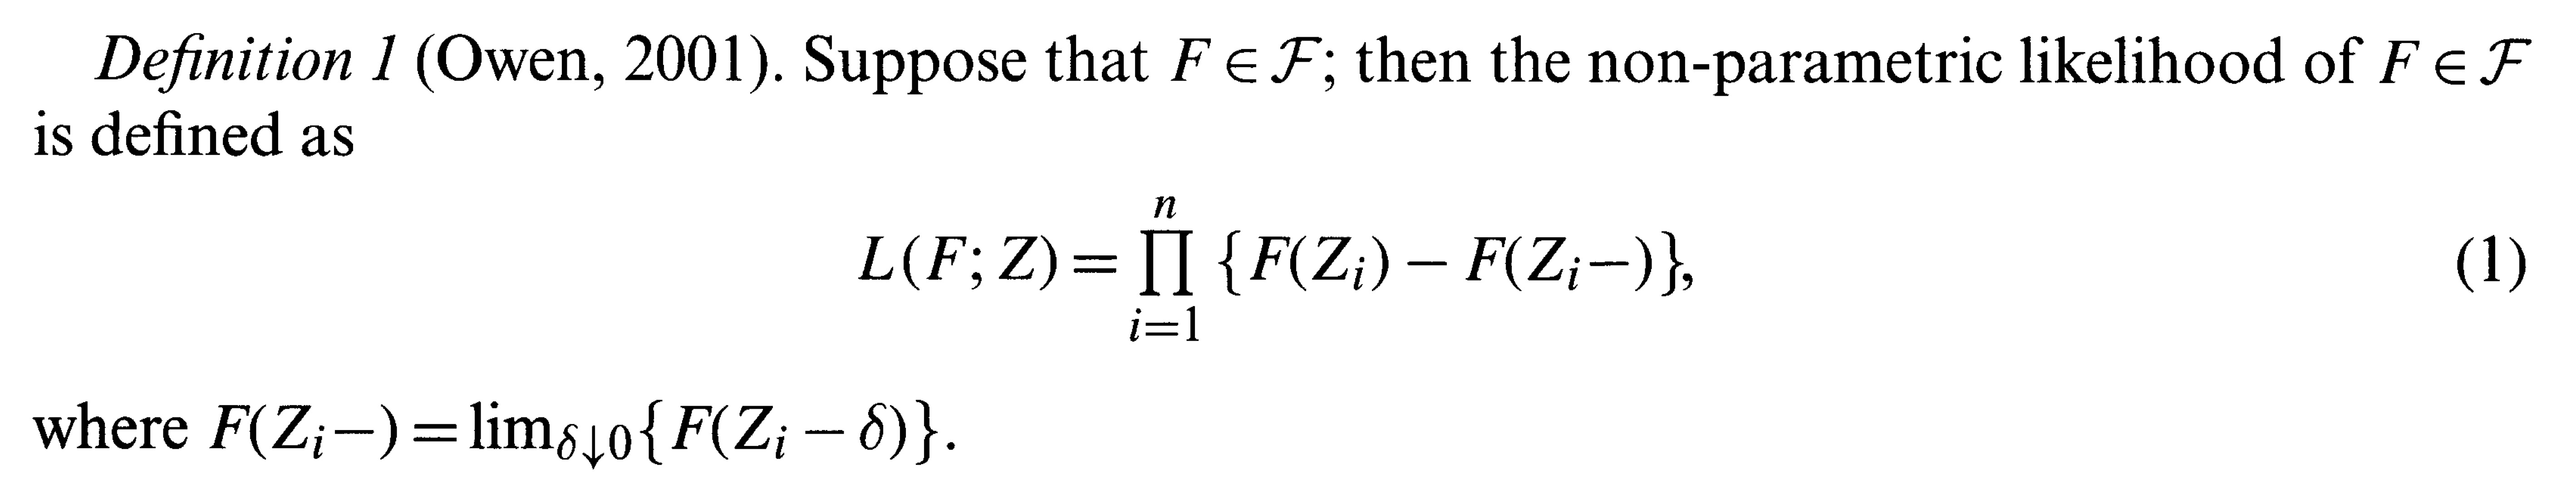 Definition 1 (Owen, 2001). Suppose that F ∈ ℱ; then the non-parametric likelihood of F ∈ ℱ
is defined as
L(F; Z) = ∏_{i=1}^{n} {F(Z_i) − F(Z_i−)}, (1)
where F(Z_i−) = lim_{δ↓0}{F(Z_i − δ)}.